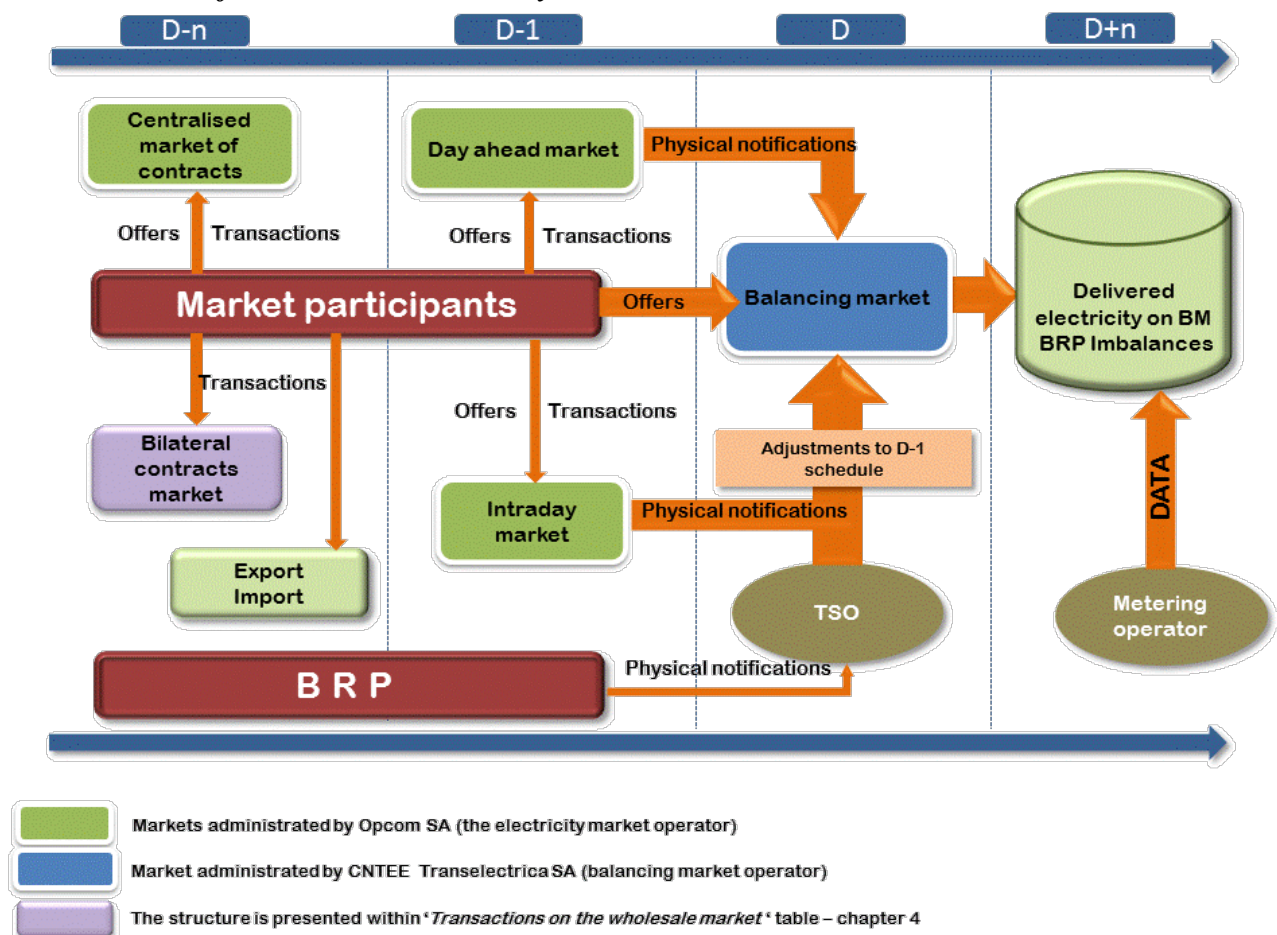 D-n
D-1
D
D+n
Centralised
market of
contracts
Day ahead market
Physical notifications
Offers
Transactions
Offers
Transactions
Market participants
Offers
Balancing market
Delivered
electricity on BM
BRP Imbalances
Transactions
Offers
Transactions
Bilateral
contracts
market
Adjustments to D-1
schedule
Intraday
market
Physical notifications
DATA
Export
Import
TSO
Metering
operator
B R P
Physical notifications
Markets administrated by Opcom SA (the electricity market operator)
Market administrated by CNTEE Transelectrica SA (balancing market operator)
The structure is presented within ‘Transactions on the wholesale market ‘ table – chapter 4